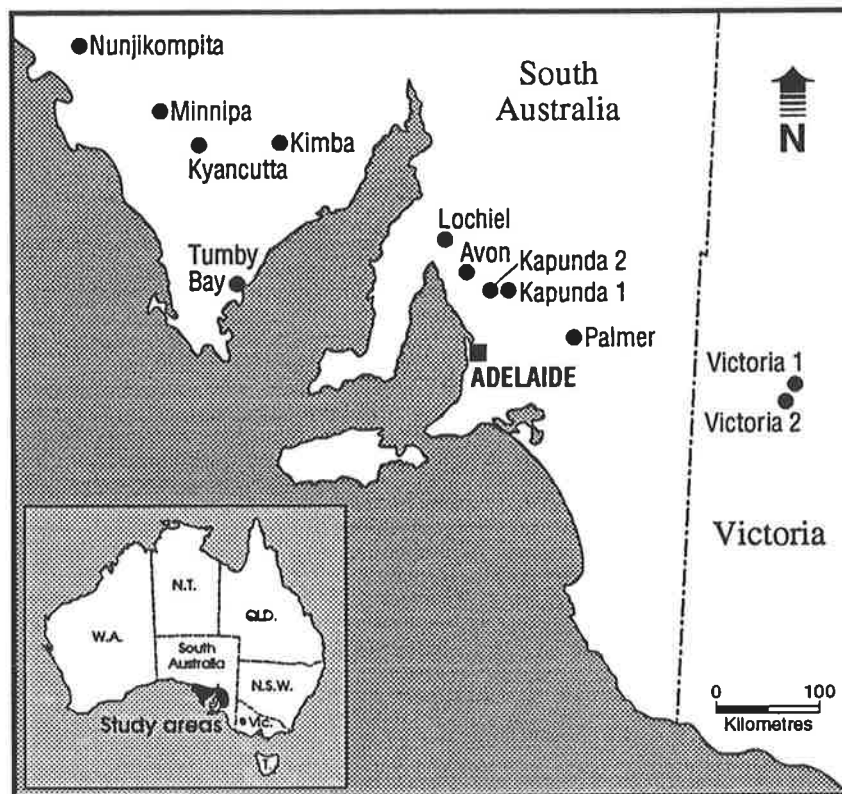 Nunjikompita
South
Australia
N
Minnipa
Kimba
Kyancutta
Lochiel
Avon
Kapunda 2
Kapunda 1
Tumby
Bay
Palmer
ADELAIDE
Victoria 1
Victoria 2
Victoria
0 100
Kilometres
N.T.
QLD.
W.A.
South
Australia
N.S.W.
Study areas
Vic.
T.